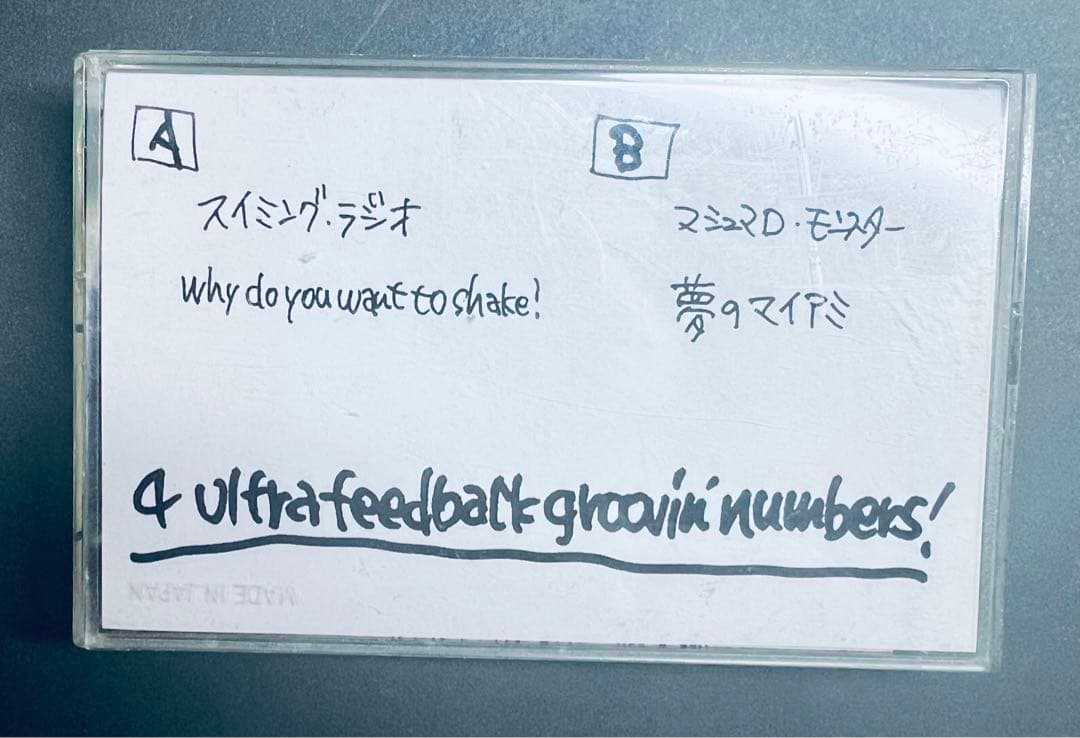 A
スイミング・ラジオ
Why do you want to shake!
B
マシュマロ・モンスター
夢のマイアミ
4 ultra feedback groovin' numbers!
MADE IN JAPAN